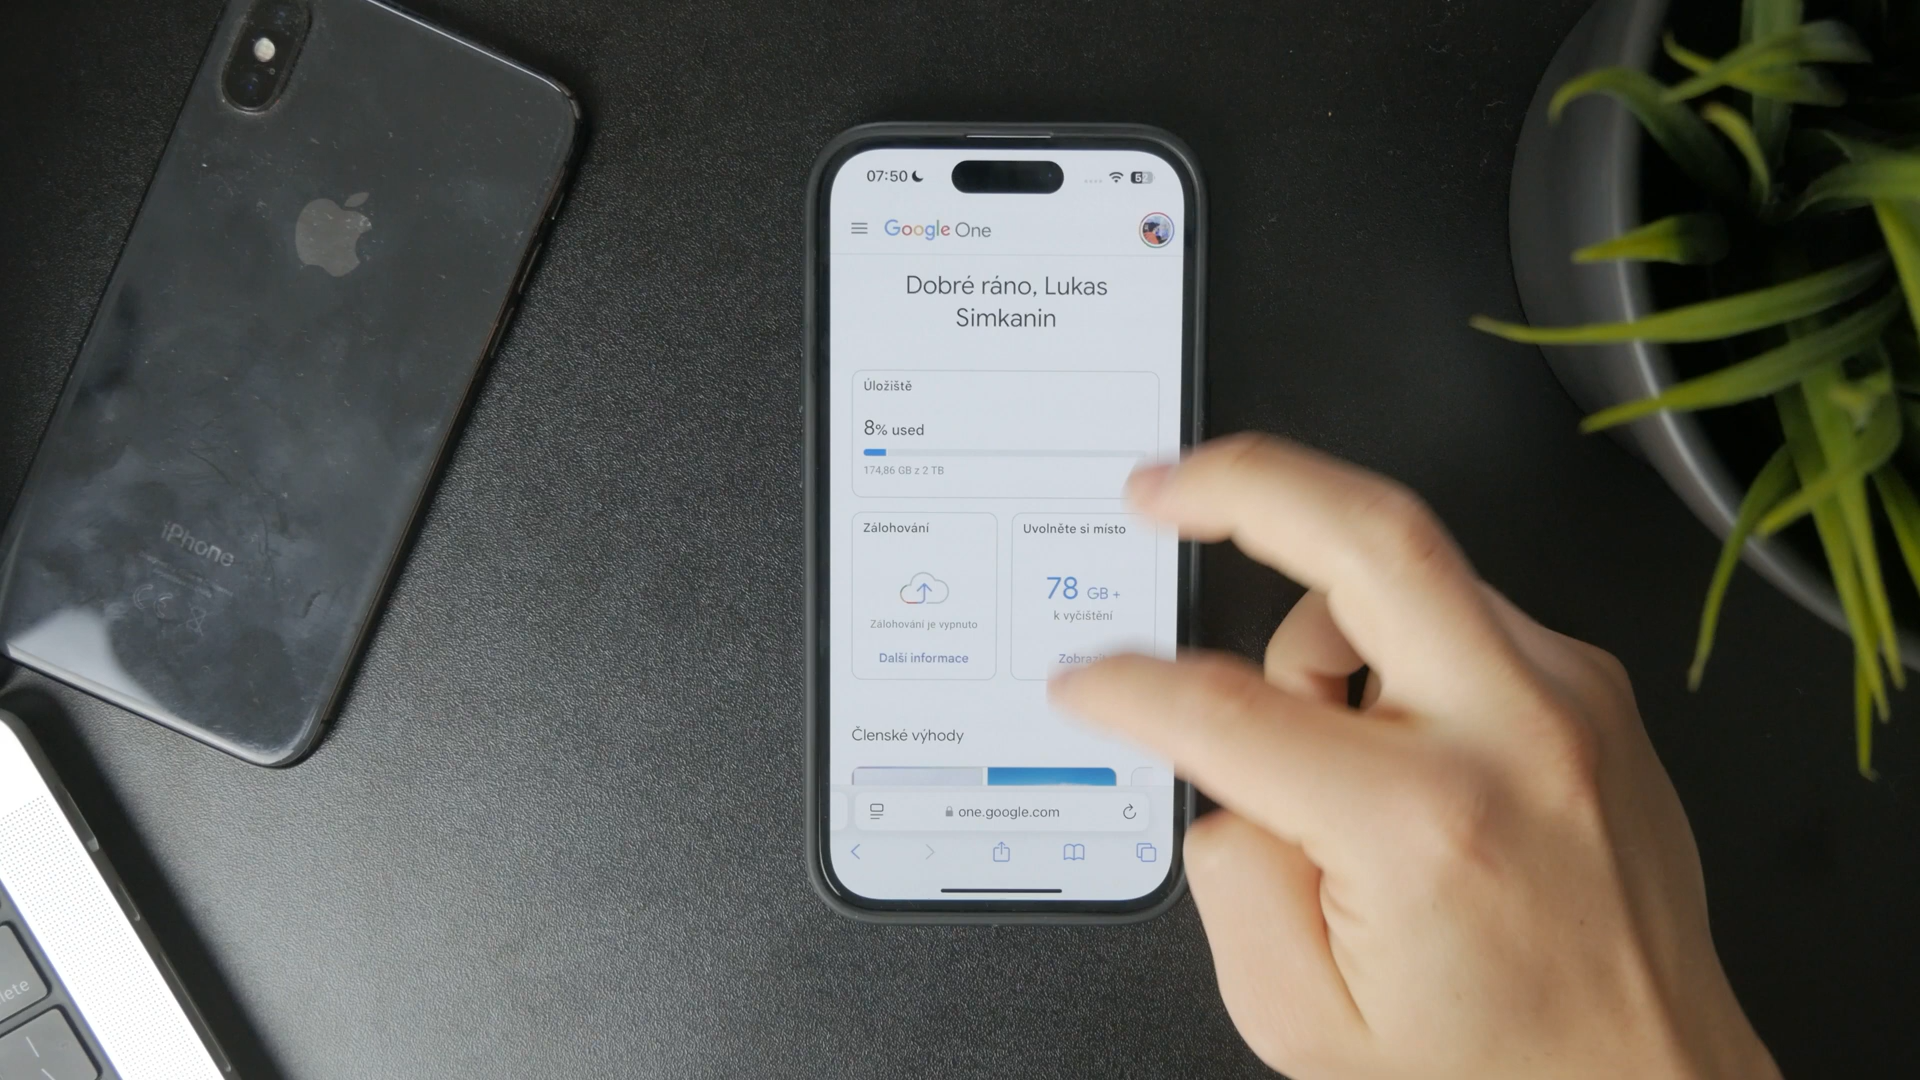 07:50
Google One
Dobré ráno, Lukas
Simkanin
Úložiště
8% used
174,86 GB z 2 TB
Zálohování
Zálohování je vypnuto
Další informace
Uvolněte si místo
78 GB +
k vyčištění
Zobrazit
Členské výhody
one.google.com
iPhone